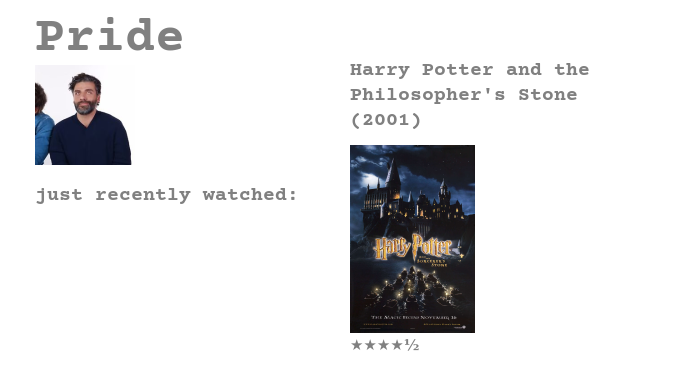 Pride
just recently watched:
Harry Potter and the
Philosopher's Stone
(2001)
Harry Potter
AND THE
SORCERER'S
STONE
THE MAGIC BEGINS NOVEMBER 16
★★★★½